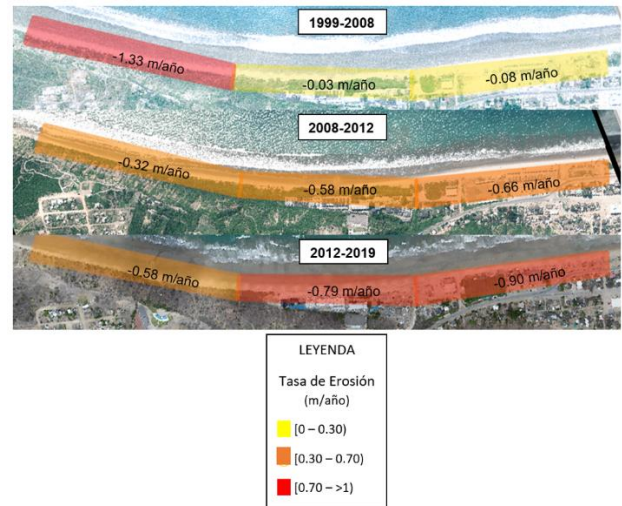 1999-2008
-1,33 m/año
-0.03 m/año
-0.08 m/año
2008-2012
-0.32 m/año
-0.58 m/año
-0.66 m/año
2012-2019
-0.58 m/año
-0.79 m/año
-0.90 m/año
LEYENDA
Tasa de Erosión
(m/año)
[0 – 0.30)
[0.30 – 0.70)
[0.70 – >1)